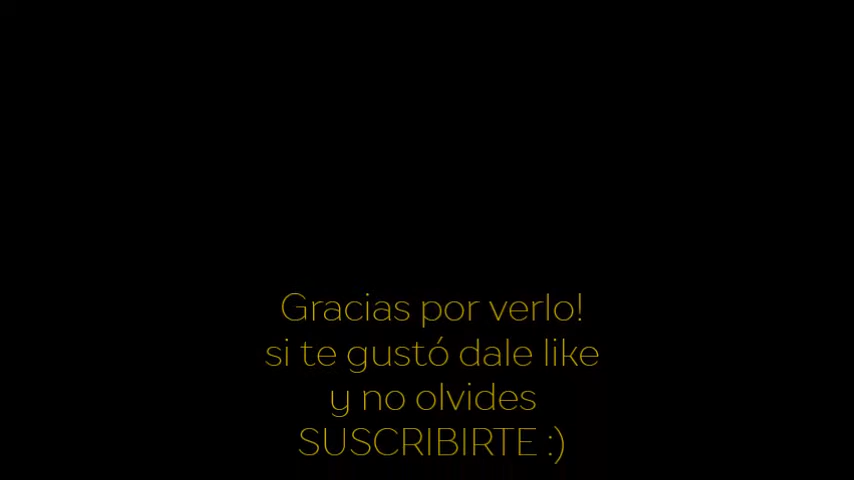 Gracias por verlo!
si te gustó dale like
y no olvides
SUSCRIBIRTE :)